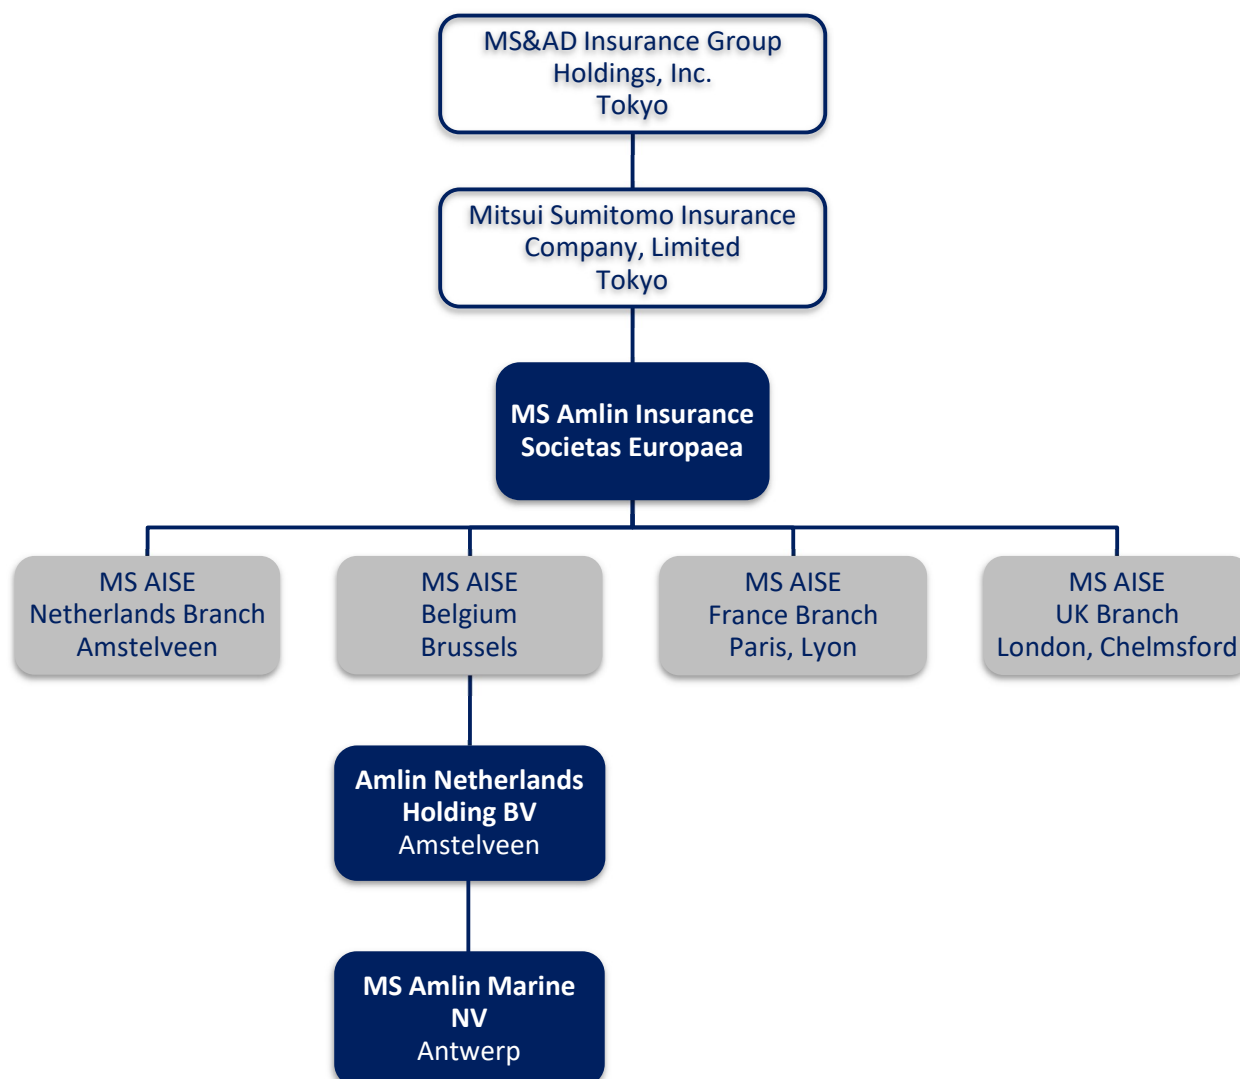 MS&AD Insurance Group
Holdings, Inc.
Tokyo
Mitsui Sumitomo Insurance
Company, Limited
Tokyo
MS Amlin Insurance
Societas Europaea
MS AISE
Netherlands Branch
Amstelveen
MS AISE
Belgium
Brussels
MS AISE
France Branch
Paris, Lyon
MS AISE
UK Branch
London, Chelmsford
Amlin Netherlands
Holding BV
Amstelveen
MS Amlin Marine
NV
Antwerp